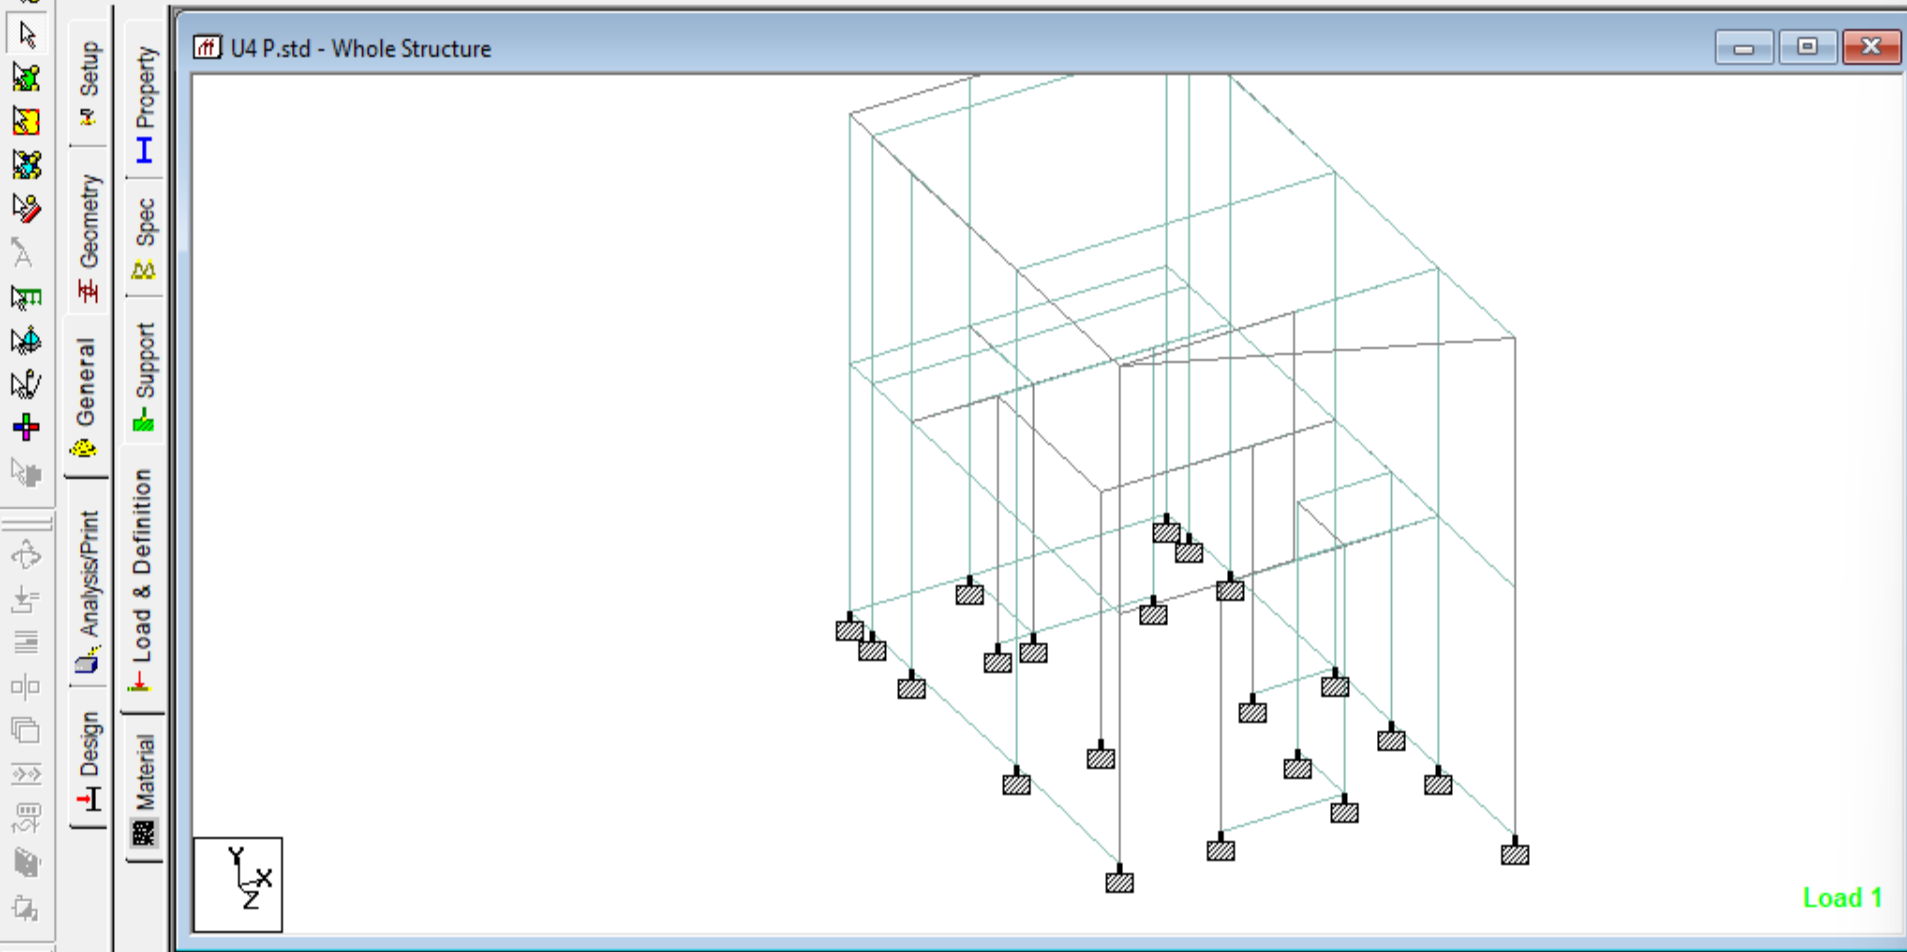 U4 P.std - Whole Structure
Setup
Geometry
General
Analysis/Print
Design
Property
Spec
Support
Load & Definition
Material
Y
X
Z
Load 1